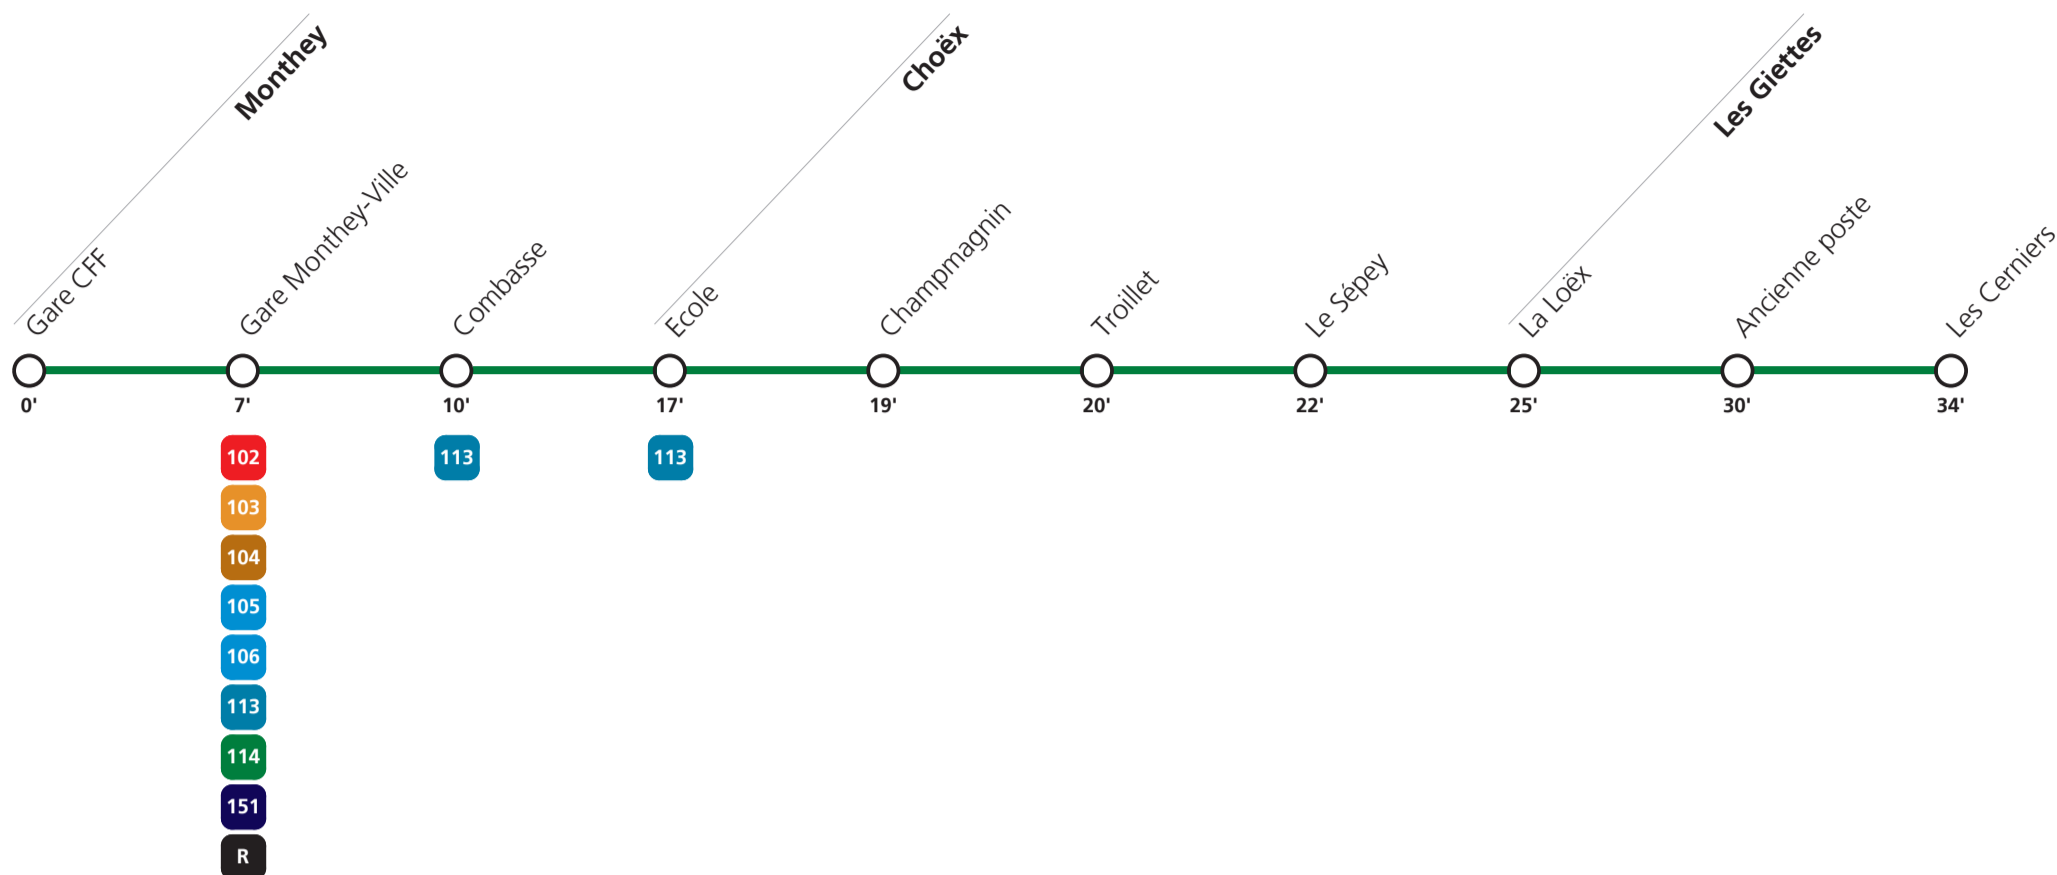 Monthey
Choëx
Les Giettes
Gare CFF
Gare Monthey-Ville
Combasse
Ecole
Champmagnin
Troillet
Le Sépey
La Loëx
Ancienne poste
Les Cerniers
0' 7' 10' 17' 19' 20' 22' 25' 30' 34'
102 113 113
103
104
105
106
113
114
151
R